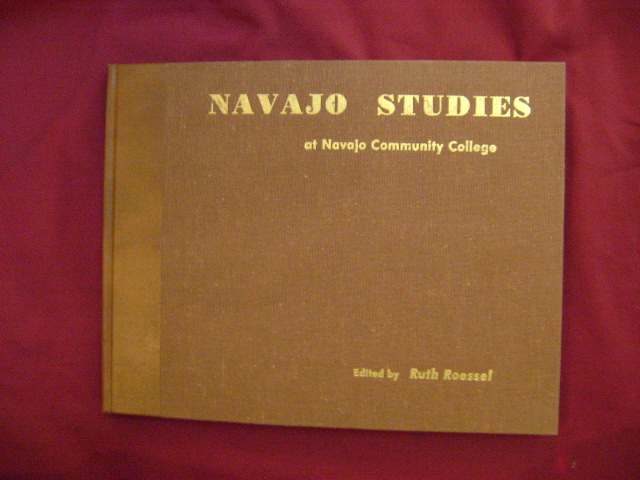 NAVAJO STUDIES
at Navajo Community College
Edited by Ruth Roessel